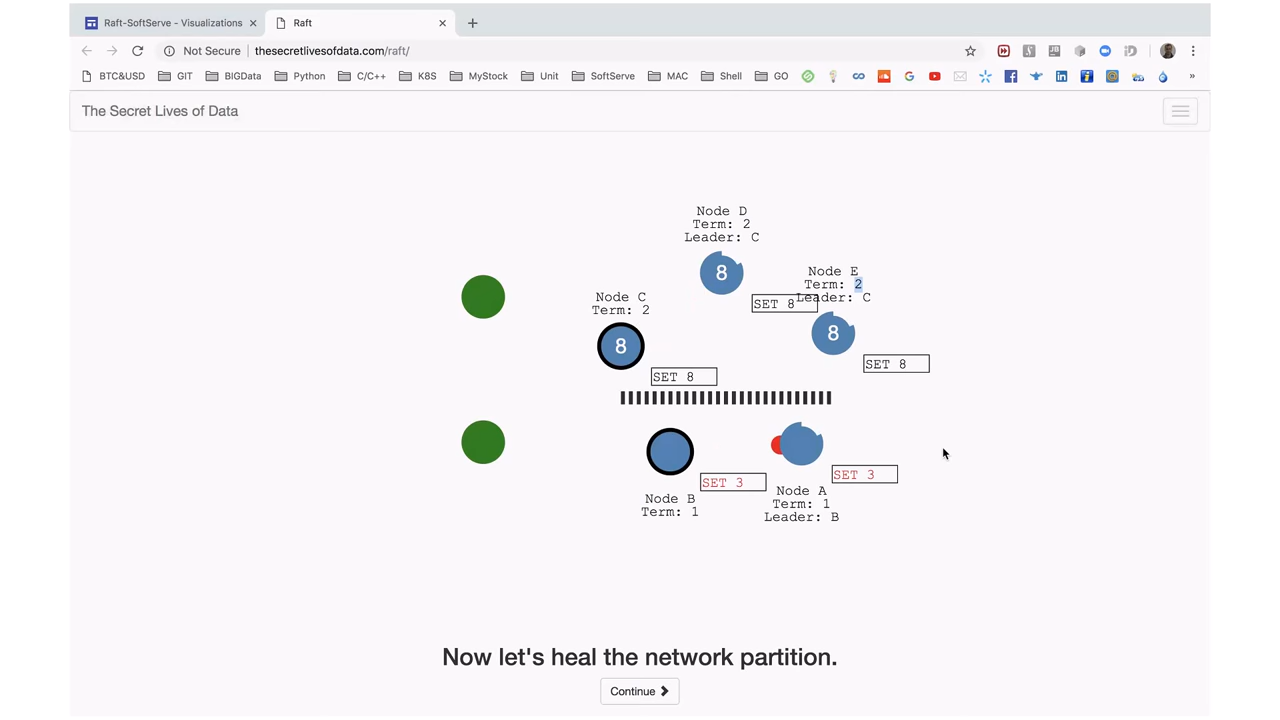 Raft-SoftServe - Visualizations
Raft
Not Secure
thesecretlivesofdata.com/raft/
BTC&USD
GIT
BIGData
Python
C/C++
K8S
MyStock
Unit
SoftServe
MAC
Shell
GO
»
The Secret Lives of Data
Node D
Term: 2
Leader: C
8
SET 8
Node E
Term: 2
Leader: C
8
SET 8
Node C
Term: 2
8
SET 8
SET 3
Node B
Term: 1
SET 3
Node A
Term: 1
Leader: B
Now let's heal the network partition.
Continue